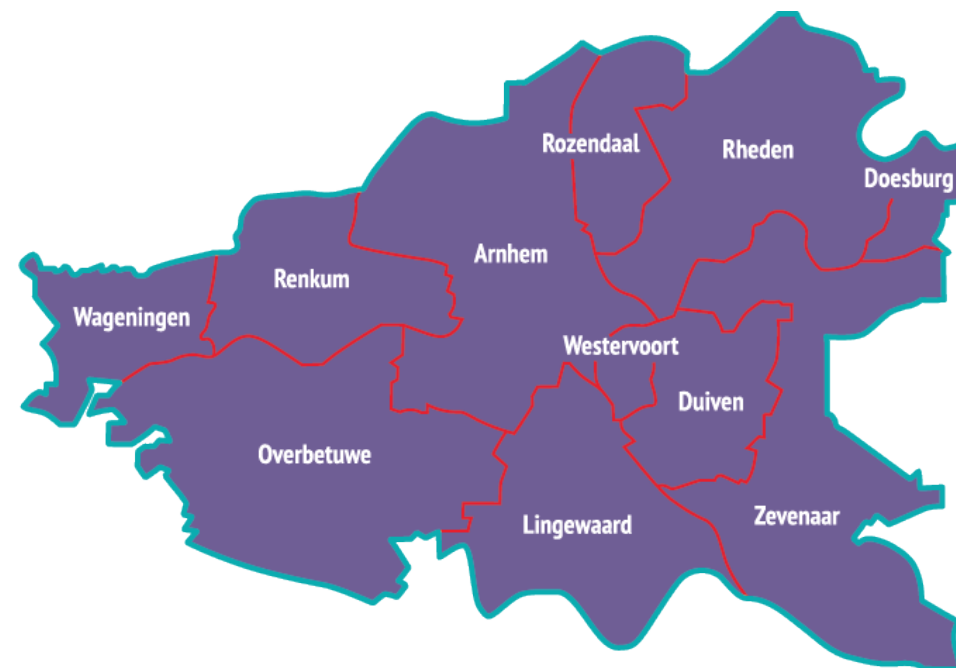 Rozendaal
Rheden
Doesburg
Arnhem
Renkum
Wageningen
Westervoort
Duiven
Overbetuwe
Lingewaard
Zevenaar